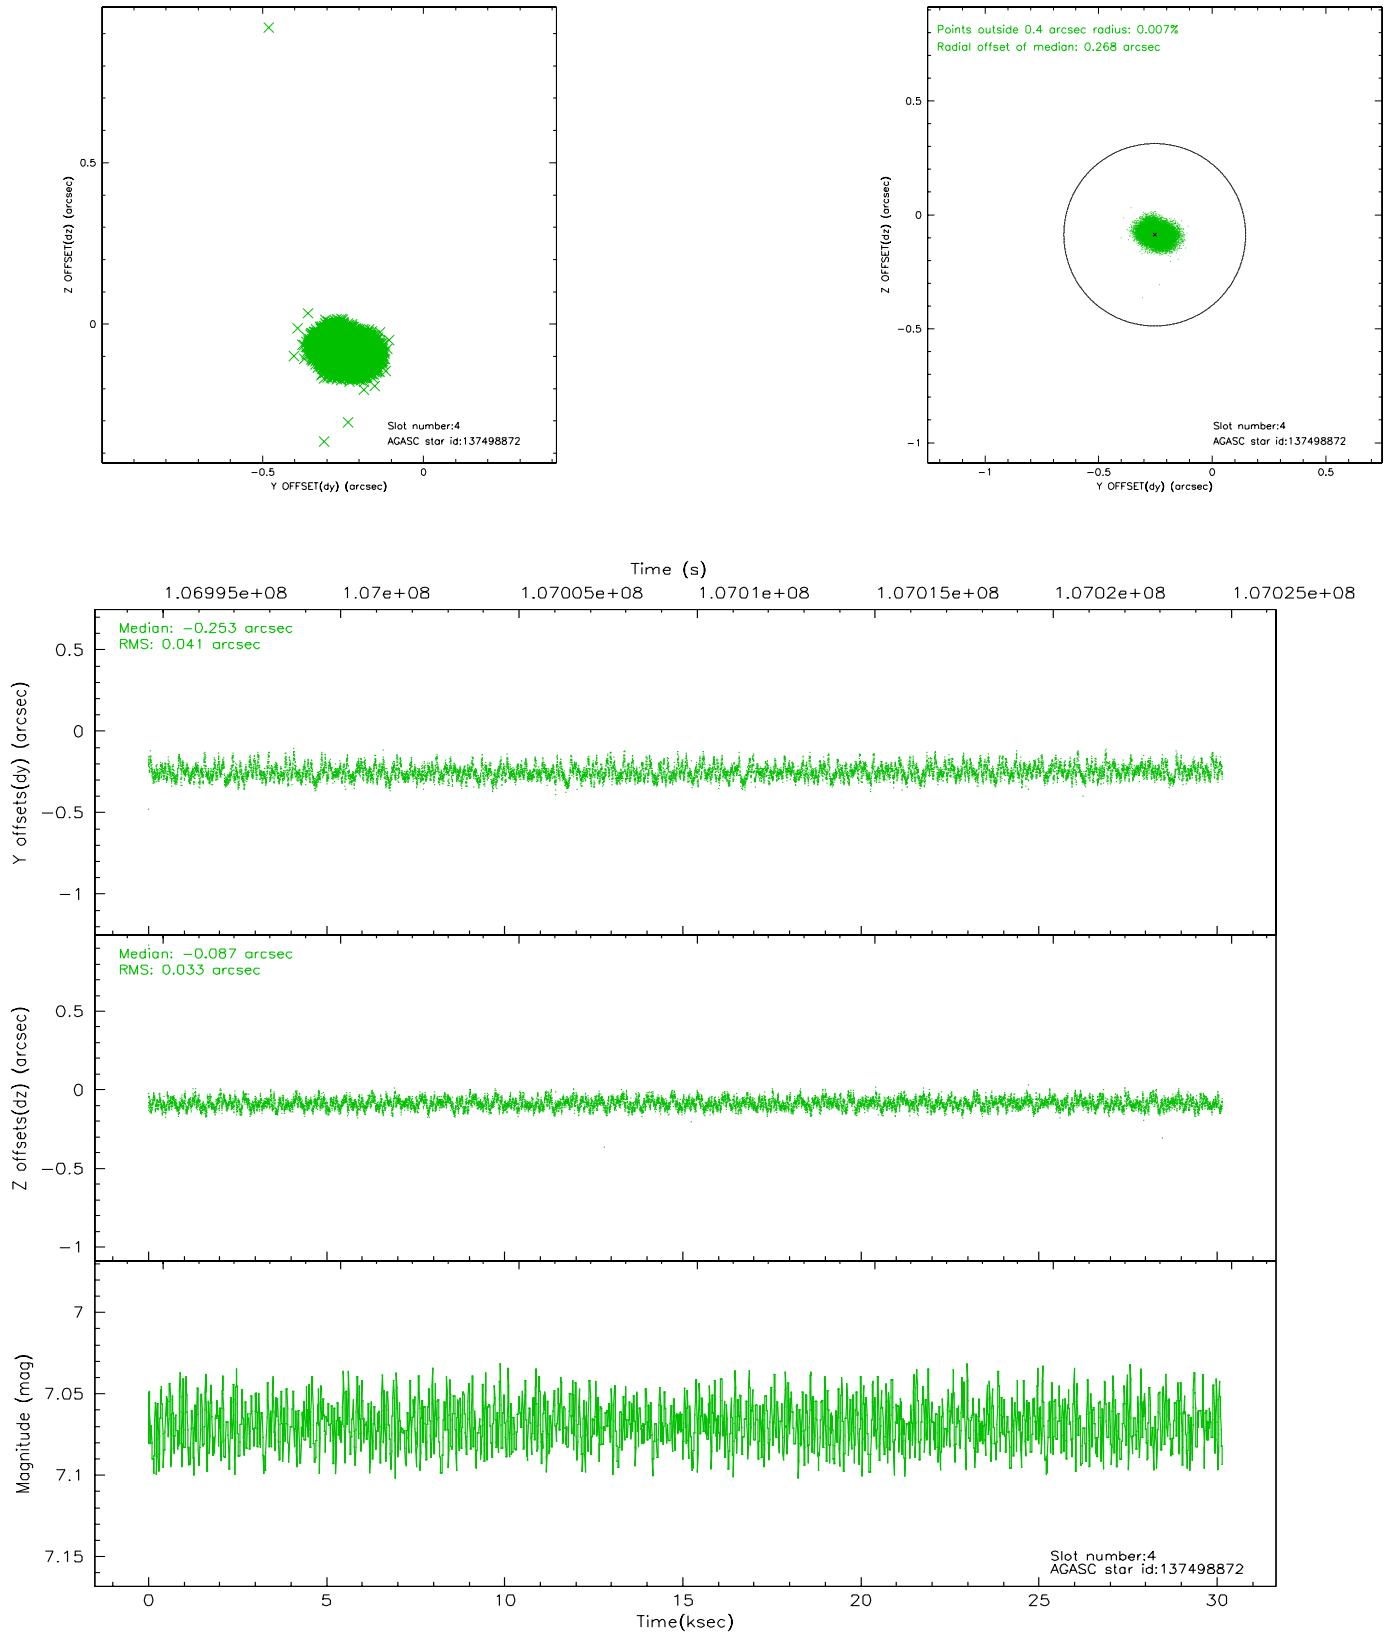 0.5
0
Z OFFSET(dz) (arcsec)
Slot number:4
AGASC star id:137498872
-0.5 0
Y OFFSET(dy) (arcsec)
Points outside 0.4 arcsec radius: 0.007%
Radial offset of median: 0.268 arcsec
0.5
0
-0.5
-1
Z OFFSET(dz) (arcsec)
Slot number:4
AGASC star id:137498872
-1 -0.5 0 0.5
Y OFFSET(dy) (arcsec)
Time (s)
1.06995e+08 1.07e+08 1.07005e+08 1.0701e+08 1.07015e+08 1.0702e+08 1.07025e+08
Median: -0.253 arcsec
RMS: 0.041 arcsec
0.5
0
-0.5
-1
Y offsets(dy) (arcsec)
Median: -0.087 arcsec
RMS: 0.033 arcsec
0.5
0
-0.5
-1
Z offsets(dz) (arcsec)
7
7.05
7.1
7.15
Magnitude (mag)
Slot number:4
AGASC star id:137498872
0 5 10 15 20 25 30
Time(ksec)